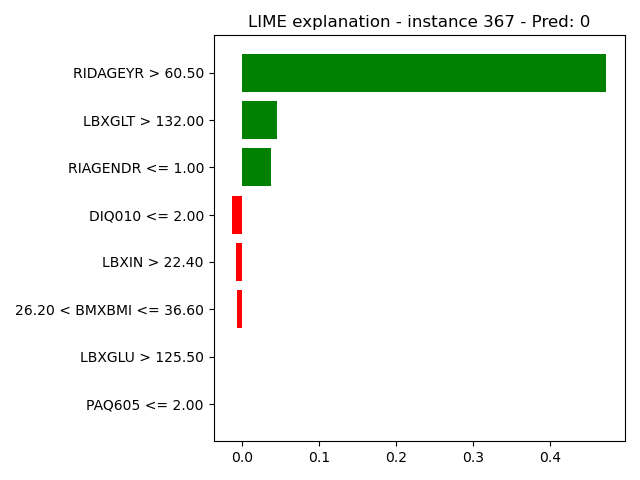 LIME explanation - instance 367 - Pred: 0
RIDAGEYR > 60.50
LBXGLT > 132.00
RIAGENDR <= 1.00
DIQ010 <= 2.00
LBXIN > 22.40
26.20 < BMXBMI <= 36.60
LBXGLU > 125.50
PAQ605 <= 2.00
0.0 0.1 0.2 0.3 0.4